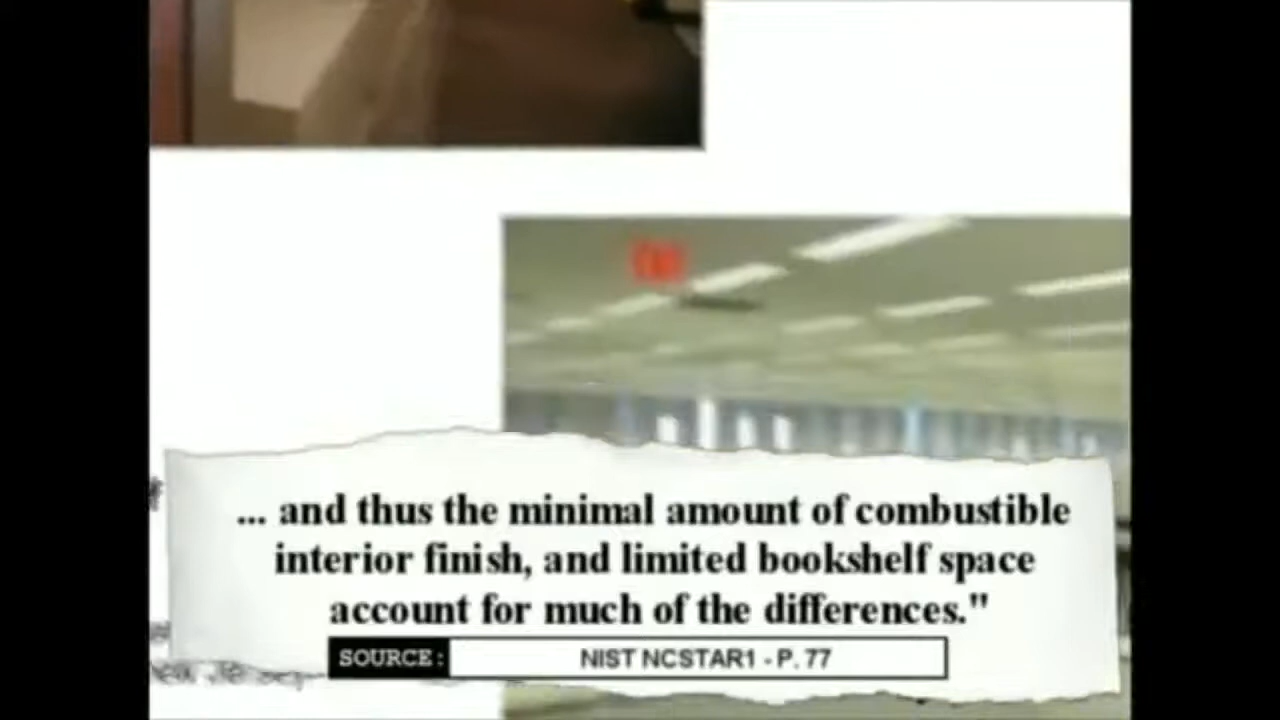 ... and thus the minimal amount of combustible
interior finish, and limited bookshelf space
account for much of the differences."
SOURCE: NIST NCSTAR1 - P. 77